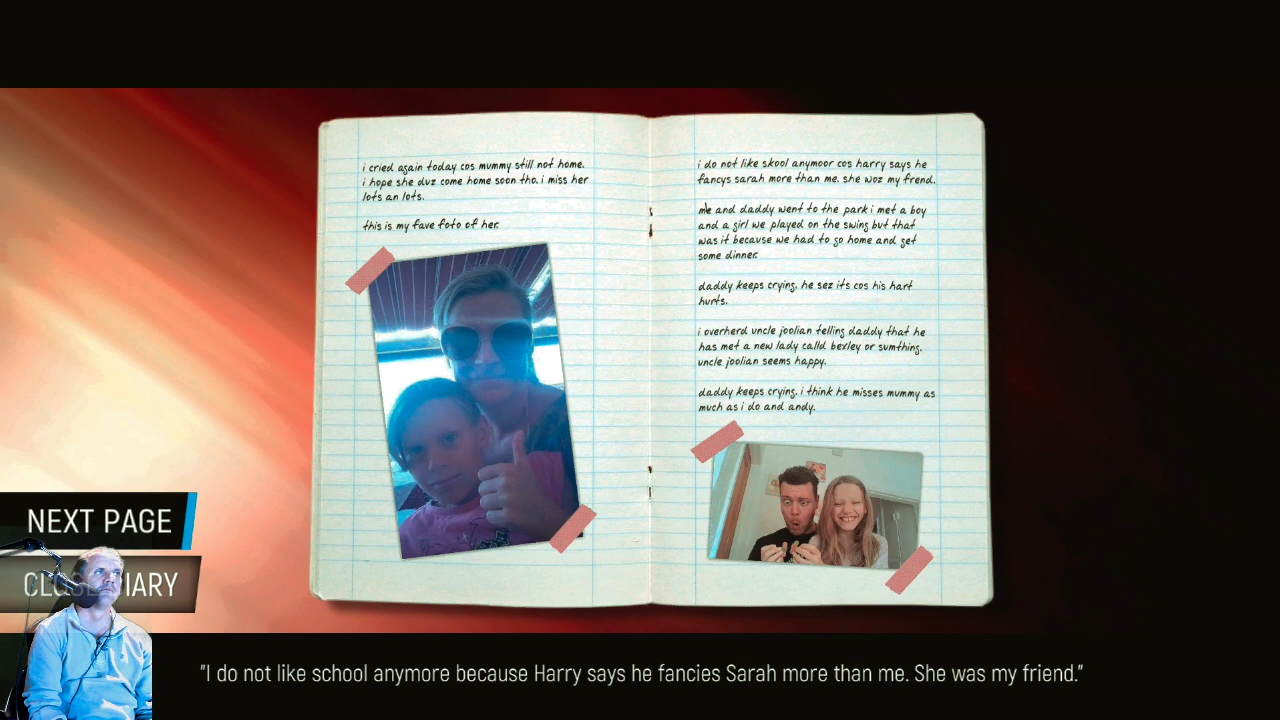 i cried again today cos mummy still not home.
i hope she duz come home soon tho. i miss her
lots an lots.
this is my fave foto of her.
i do not like skool anymoor cos harry says he
fancys sarah more than me. she woz my frend.
me and daddy went to the park i met a boy
and a girl we played on the swing but that
was it because we had to go home and get
some dinner.
daddy keeps crying. he sez its cos his hart
hurts.
i overherd uncle joolian telling daddy that he
has met a new lady calld bexley or sumthing.
uncle joolian seems happy.
daddy keeps crying. i think he misses mummy as
much as i do and andy.
NEXT PAGE
CLOSE DIARY
"I do not like school anymore because Harry says he fancies Sarah more than me. She was my friend."